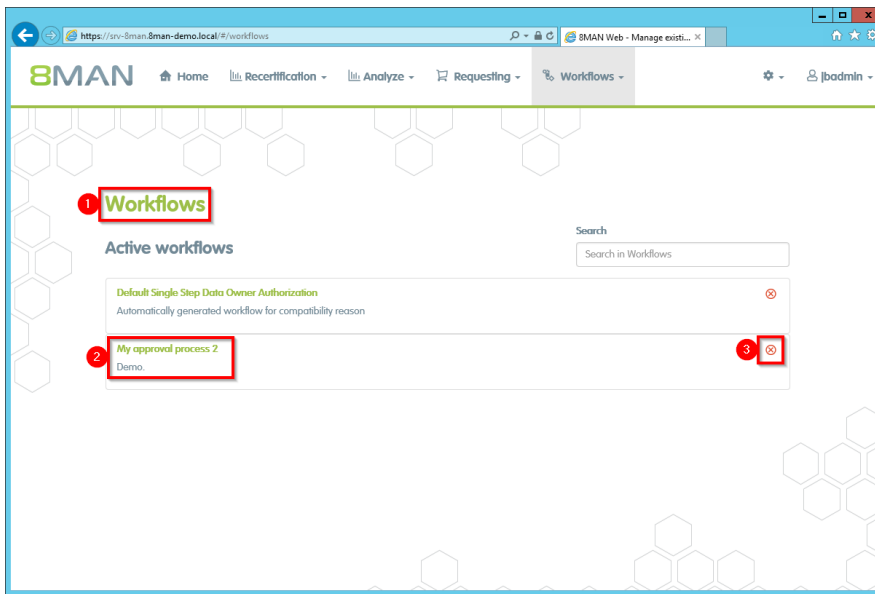 https://srv-8man.8man-demo.local/#/workflows
8MAN Web - Manage existi... ×
8MAN
Home
Recertification
Analyze
Requesting
Workflows
jbadmin
1
Workflows
Active workflows
Search
Search in Workflows
Default Single Step Data Owner Authorization
Automatically generated workflow for compatibility reason
2
My approval process 2
Demo.
3